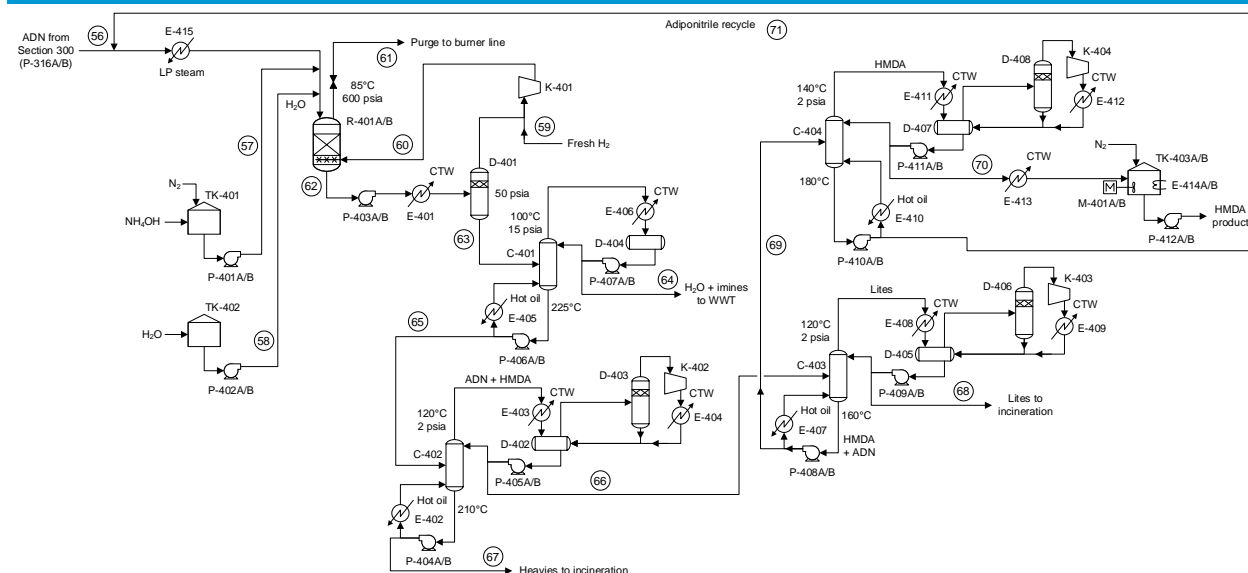 Adiponitrile recycle
71
ADN from
Section 300
(P-316A/B)
56
E-415
LP steam
61
Purge to burner line
85°C
600 psia
R-401A/B
H₂O
57
58
60
62
K-401
59
Fresh H₂
D-401
50 psia
CTW
E-401
P-403A/B
63
N₂
TK-401
NH₄OH
P-401A/B
TK-402
H₂O
P-402A/B
100°C
15 psia
C-401
CTW
E-406
D-404
P-407A/B
64
H₂O + imines
to WWT
Hot oil
E-405
225°C
P-406A/B
65
ADN + HMDA
120°C
2 psia
C-402
CTW
E-403
D-402
P-405A/B
D-403
K-402
CTW
E-404
66
Hot oil
E-402
210°C
P-404A/B
67
Heavies to incineration
HMDA
140°C
2 psia
C-404
CTW
E-411
D-407
P-411A/B
D-408
K-404
CTW
E-412
70
180°C
Hot oil
E-410
P-410A/B
CTW
E-413
N₂
TK-403A/B
M
M-401A/B
E-414A/B
P-412A/B
HMDA
product
69
Lites
120°C
2 psia
C-403
CTW
E-408
D-405
P-409A/B
D-406
K-403
CTW
E-409
68
Lites to
incineration
Hot oil
E-407
160°C
HMDA
+ ADN
P-408A/B